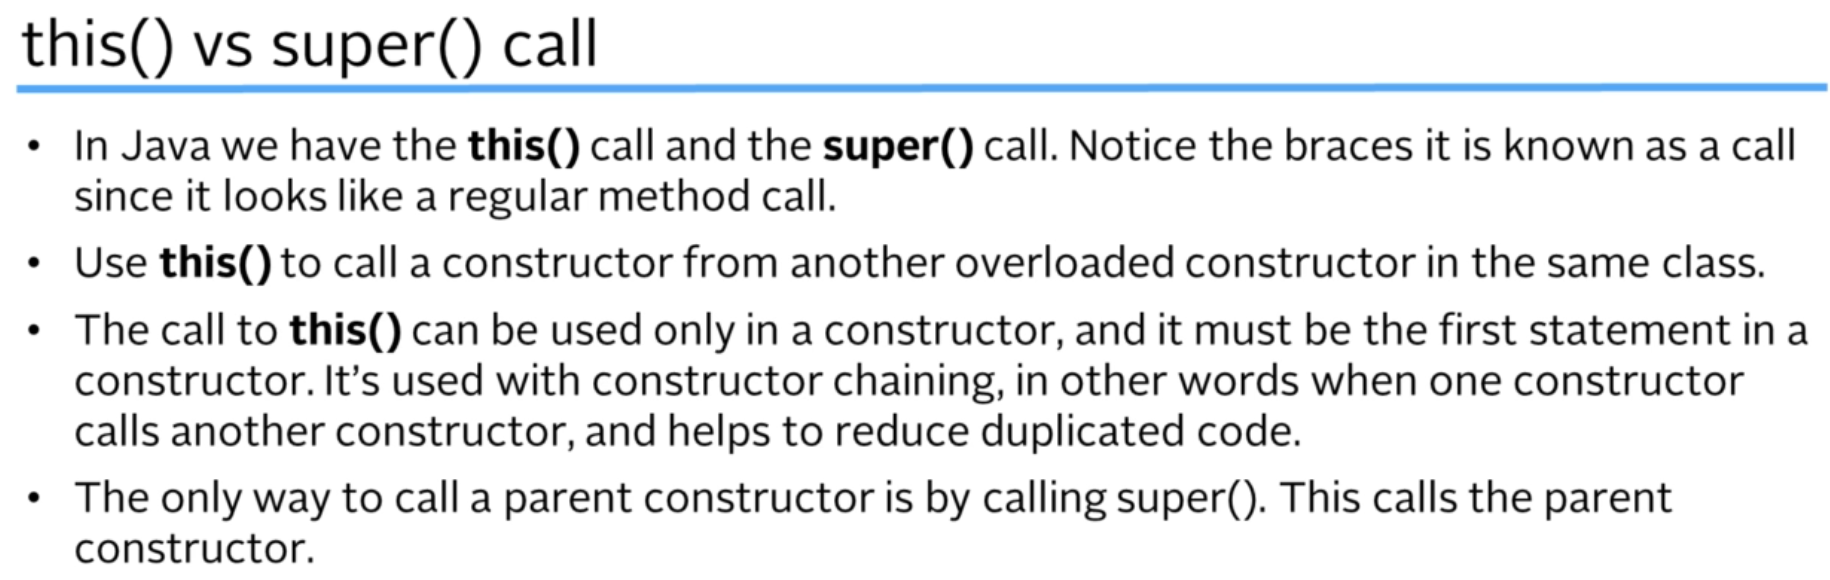 this() vs super() call
• In Java we have the this() call and the super() call. Notice the braces it is known as a call
since it looks like a regular method call.
• Use this() to call a constructor from another overloaded constructor in the same class.
• The call to this() can be used only in a constructor, and it must be the first statement in a
constructor. It’s used with constructor chaining, in other words when one constructor
calls another constructor, and helps to reduce duplicated code.
• The only way to call a parent constructor is by calling super(). This calls the parent
constructor.